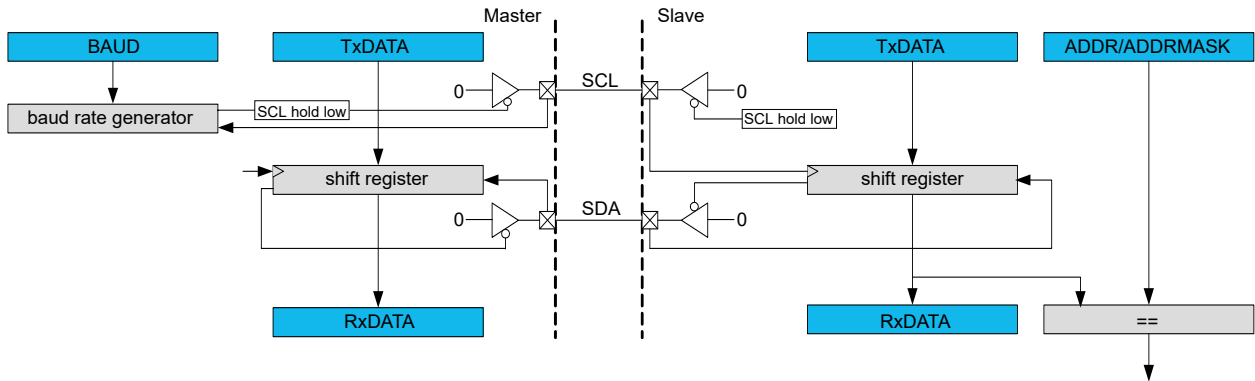 Master
Slave
BAUD
TxDATA
TxDATA
ADDR/ADDRMASK
0
SCL
0
baud rate generator
SCL hold low
SCL hold low
shift register
shift register
0
SDA
0
RxDATA
RxDATA
==